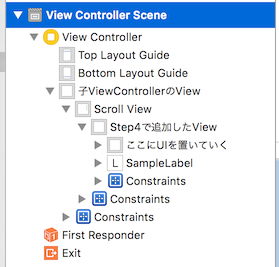 View Controller Scene
View Controller
Top Layout Guide
Bottom Layout Guide
子ViewControllerのView
Scroll View
Step4で追加したView
ここにUIを置いていく
L SampleLabel
Constraints
Constraints
Constraints
First Responder
Exit